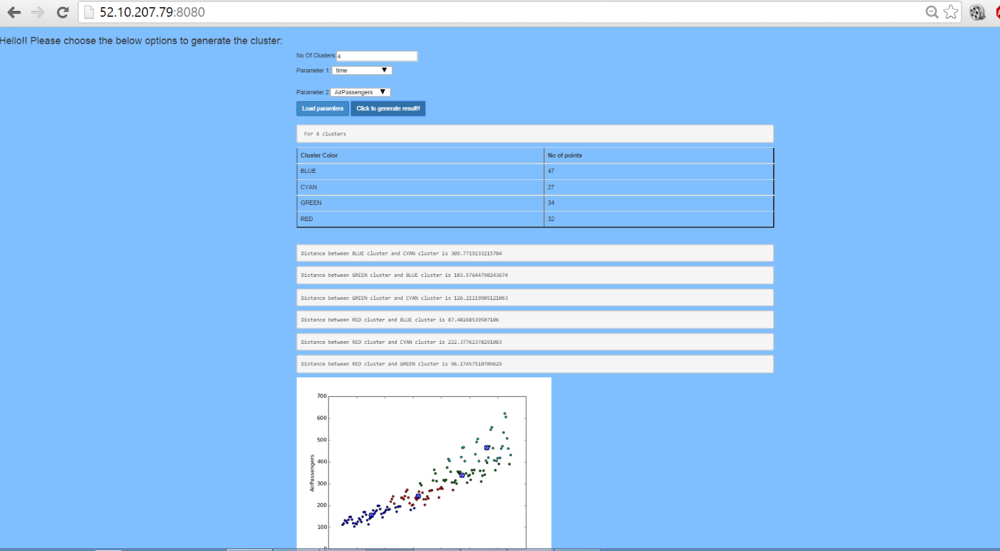 52.10.207.79:8080
Hello!! Please choose the below options to generate the cluster:
No Of Clusters: 4
Parameter 1: time
Parameter 2: AirPassengers
Load paramters Click to generate result!!
For 4 clusters
Cluster Color No of points
BLUE 47
CYAN 27
GREEN 34
RED 32
Distance between BLUE cluster and CYAN cluster is 309.7719233215784
Distance between GREEN cluster and BLUE cluster is 183.57644790243674
Distance between GREEN cluster and CYAN cluster is 126.21219905121063
Distance between RED cluster and BLUE cluster is 87.40268539507106
Distance between RED cluster and CYAN cluster is 222.37762378291083
Distance between RED cluster and GREEN cluster is 96.17457510709629
700
600
500
400
300
200
100
0
AirPassengers